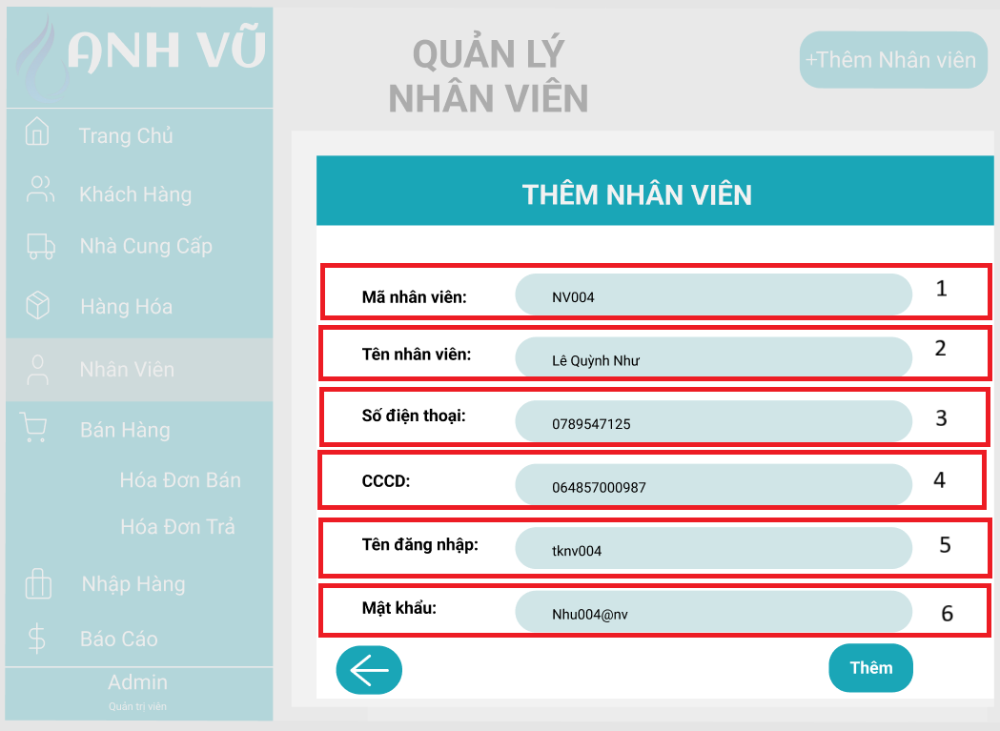 ANH VŨ
Trang Chủ
Khách Hàng
Nhà Cung Cấp
Hàng Hóa
Nhân Viên
Bán Hàng
Hóa Đơn Bán
Hóa Đơn Trả
Nhập Hàng
Báo Cáo
Admin
Quản trị viên
QUẢN LÝ
NHÂN VIÊN
+Thêm Nhân viên
THÊM NHÂN VIÊN
Mã nhân viên: NV004 1
Tên nhân viên: Lê Quỳnh Như 2
Số điện thoại: 0789547125 3
CCCD: 064857000987 4
Tên đăng nhập: tknv004 5
Mật khẩu: Nhu004@nv 6
Thêm